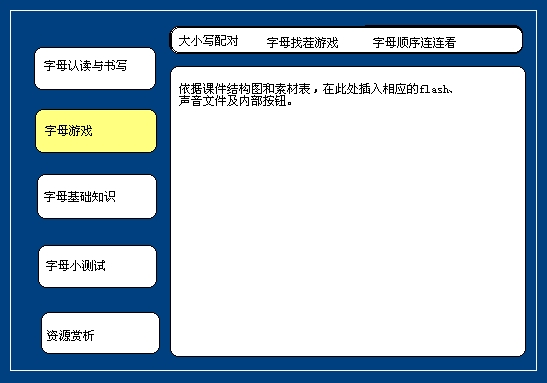 大小写配对 字母找茬游戏 字母顺序连连看
字母认读与书写
字母游戏
字母基础知识
字母小测试
资源赏析
依据课件结构图和素材表，在此处插入相应的flash、
声音文件及内部按钮。